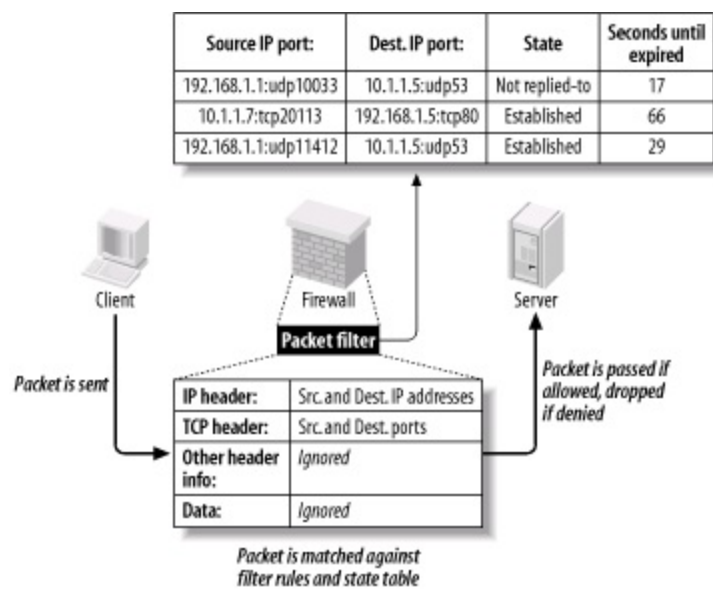 Source IP port: Dest. IP port: State Seconds until expired
192.168.1.1:udp10033 10.1.1.5:udp53 Not replied-to 17
10.1.1.7:tcp20113 192.168.1.5:tcp80 Established 66
192.168.1.1:udp11412 10.1.1.5:udp53 Established 29
Client
Firewall
Server
Packet filter
Packet is sent
Packet is passed if
allowed, dropped
if denied
IP header: Src. and Dest. IP addresses
TCP header: Src. and Dest. ports
Other header info: Ignored
Data: Ignored
Packet is matched against
filter rules and state table